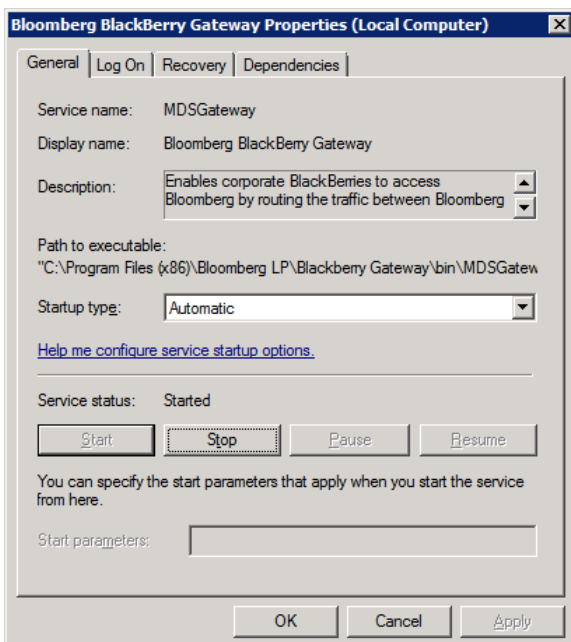 Bloomberg BlackBerry Gateway Properties (Local Computer)
General Log On Recovery Dependencies
Service name: MDSGateway
Display name: Bloomberg BlackBerry Gateway
Description: Enables corporate BlackBerries to access
Bloomberg by routing the traffic between Bloomberg
Path to executable:
"C:\Program Files (x86)\Bloomberg LP\Blackberry Gateway\bin\MDSGatew
Startup type: Automatic
Help me configure service startup options.
Service status: Started
Start Stop Pause Resume
You can specify the start parameters that apply when you start the service
from here.
Start parameters:
OK Cancel Apply